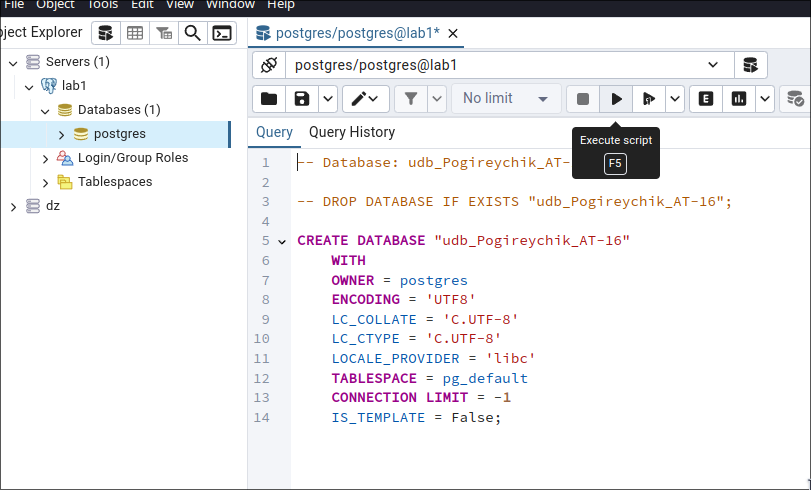 File Object Tools Edit View Window Help
ject Explorer
postgres/postgres@lab1*
Servers (1)
lab1
Databases (1)
postgres
Login/Group Roles
Tablespaces
dz
postgres/postgres@lab1
No limit
E
Query Query History
Execute script
F5
1 -- Database: udb_Pogireychik_AT-
2
3 -- DROP DATABASE IF EXISTS "udb_Pogireychik_AT-16";
4
5 CREATE DATABASE "udb_Pogireychik_AT-16"
6 WITH
7 OWNER = postgres
8 ENCODING = 'UTF8'
9 LC_COLLATE = 'C.UTF-8'
10 LC_CTYPE = 'C.UTF-8'
11 LOCALE_PROVIDER = 'libc'
12 TABLESPACE = pg_default
13 CONNECTION LIMIT = -1
14 IS_TEMPLATE = False;